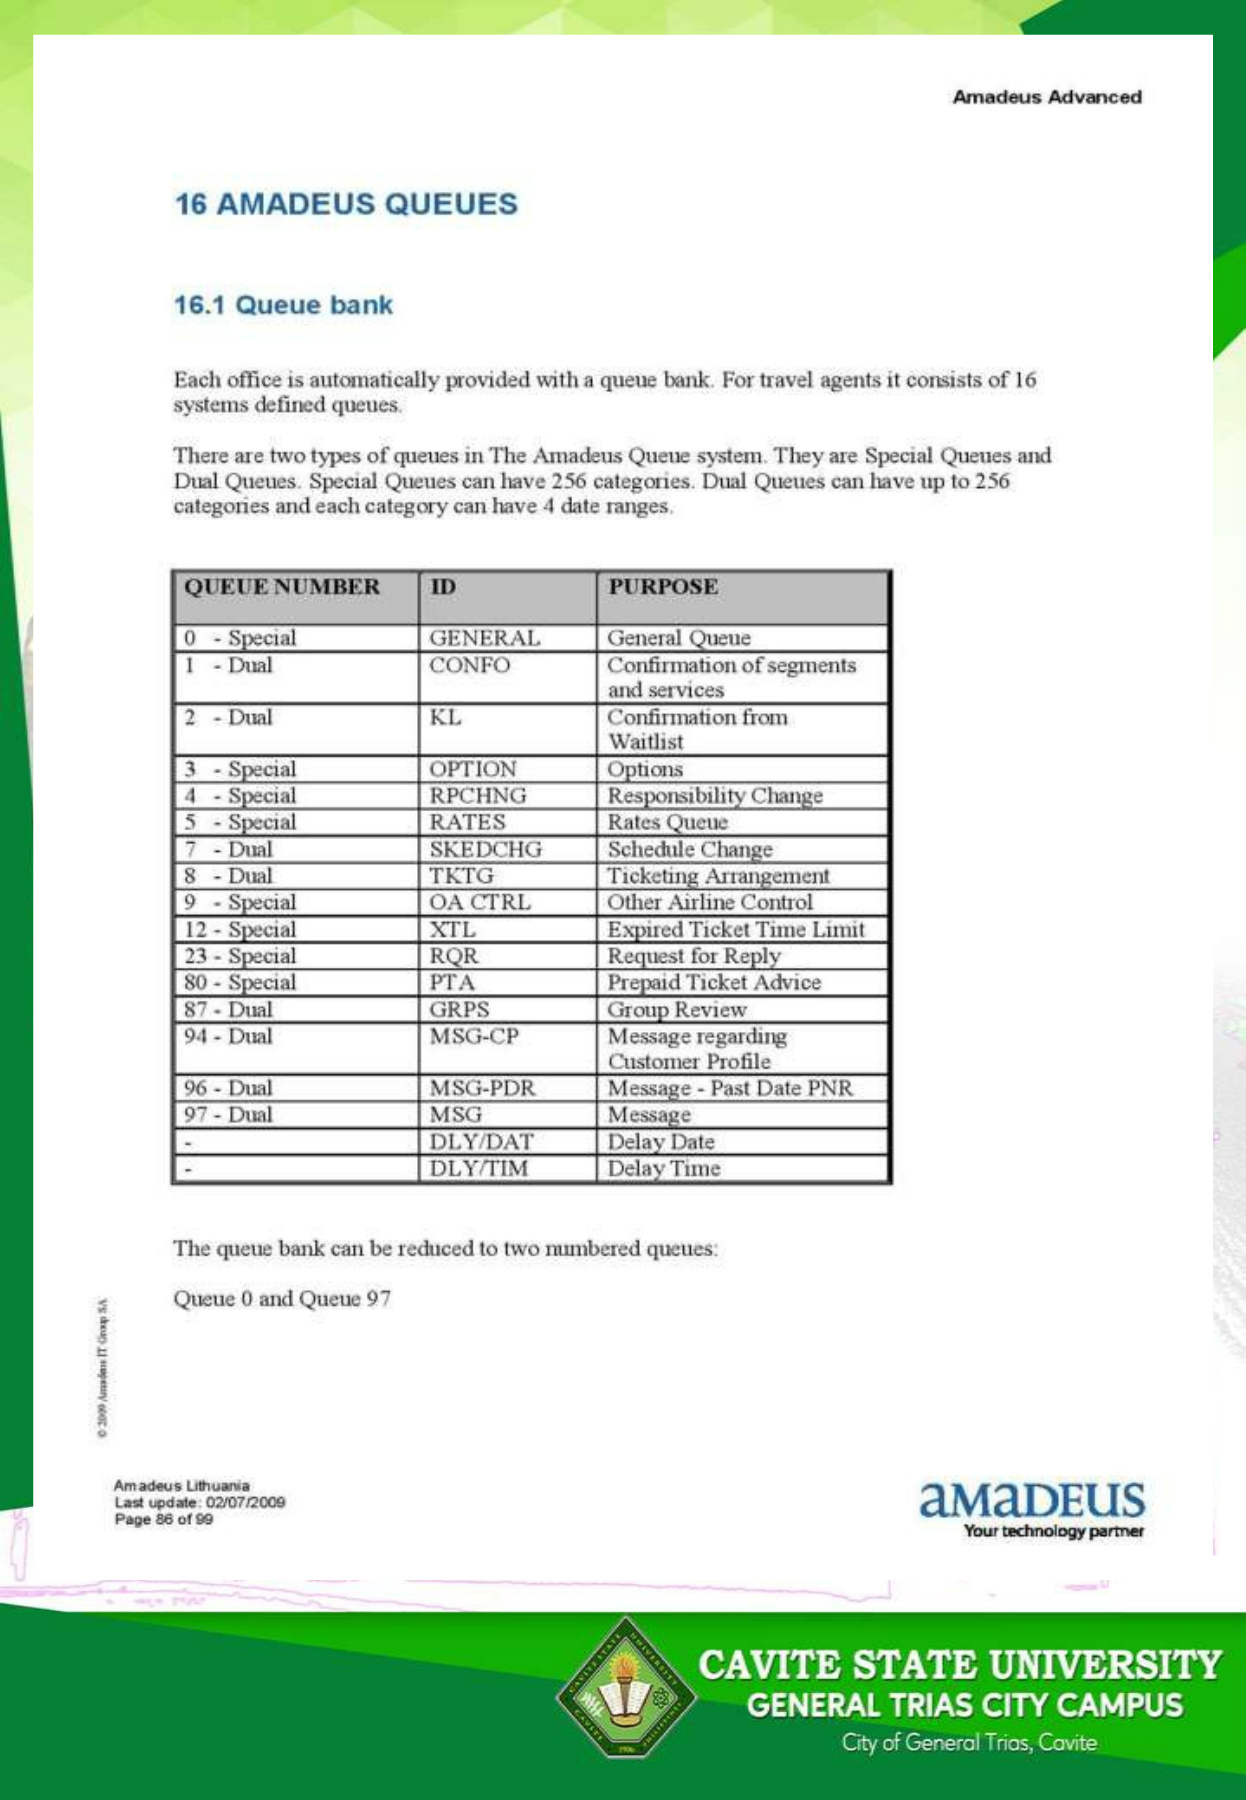 Amadeus Advanced
16 AMADEUS QUEUES
16.1 Queue bank
Each office is automatically provided with a queue bank. For travel agents it consists of 16
systems defined queues.
There are two types of queues in The Amadeus Queue system. They are Special Queues and
Dual Queues. Special Queues can have 256 categories. Dual Queues can have up to 256
categories and each category can have 4 date ranges.
QUEUE NUMBER ID PURPOSE
0 - Special GENERAL General Queue
1 - Dual CONFO Confirmation of segments
and services
2 - Dual KL Confirmation from
Waitlist
3 - Special OPTION Options
4 - Special RPCHNG Responsibility Change
5 - Special RATES Rates Queue
7 - Dual SKEDCHG Schedule Change
8 - Dual TKTG Ticketing Arrangement
9 - Special OA CTRL Other Airline Control
12 - Special XTL Expired Ticket Time Limit
23 - Special RQR Request for Reply
80 - Special PTA Prepaid Ticket Advice
87 - Dual GRPS Group Review
94 - Dual MSG-CP Message regarding
Customer Profile
96 - Dual MSG-PDR Message - Past Date PNR
97 - Dual MSG Message
- DLY/DAT Delay Date
- DLY/TIM Delay Time
The queue bank can be reduced to two numbered queues:
Queue 0 and Queue 97
© 2009 Amadeus IT Group SA
Amadeus Lithuania
Last update: 02/07/2009
Page 86 of 99
amaDEUS
Your technology partner
CAVITE STATE UNIVERSITY
GENERAL TRIAS CITY CAMPUS
City of General Trias, Cavite